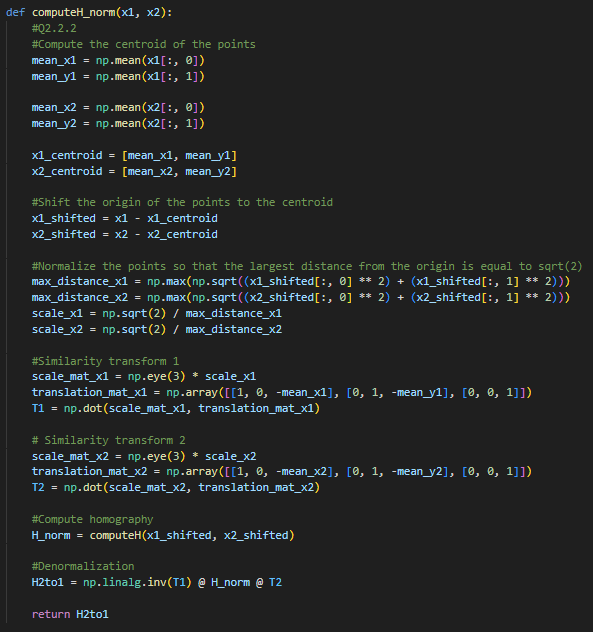 def computeH_norm(x1, x2):
    #Q2.2.2
    #Compute the centroid of the points
    mean_x1 = np.mean(x1[:, 0])
    mean_y1 = np.mean(x1[:, 1])
    mean_x2 = np.mean(x2[:, 0])
    mean_y2 = np.mean(x2[:, 1])
    x1_centroid = [mean_x1, mean_y1]
    x2_centroid = [mean_x2, mean_y2]
    #Shift the origin of the points to the centroid
    x1_shifted = x1 - x1_centroid
    x2_shifted = x2 - x2_centroid
    #Normalize the points so that the largest distance from the origin is equal to sqrt(2)
    max_distance_x1 = np.max(np.sqrt((x1_shifted[:, 0] ** 2) + (x1_shifted[:, 1] ** 2)))
    max_distance_x2 = np.max(np.sqrt((x2_shifted[:, 0] ** 2) + (x2_shifted[:, 1] ** 2)))
    scale_x1 = np.sqrt(2) / max_distance_x1
    scale_x2 = np.sqrt(2) / max_distance_x2
    #Similarity transform 1
    scale_mat_x1 = np.eye(3) * scale_x1
    translation_mat_x1 = np.array([[1, 0, -mean_x1], [0, 1, -mean_y1], [0, 0, 1]])
    T1 = np.dot(scale_mat_x1, translation_mat_x1)
    # Similarity transform 2
    scale_mat_x2 = np.eye(3) * scale_x2
    translation_mat_x2 = np.array([[1, 0, -mean_x2], [0, 1, -mean_y2], [0, 0, 1]])
    T2 = np.dot(scale_mat_x2, translation_mat_x2)
    #Compute homography
    H_norm = computeH(x1_shifted, x2_shifted)
    #Denormalization
    H2to1 = np.linalg.inv(T1) @ H_norm @ T2
    return H2to1